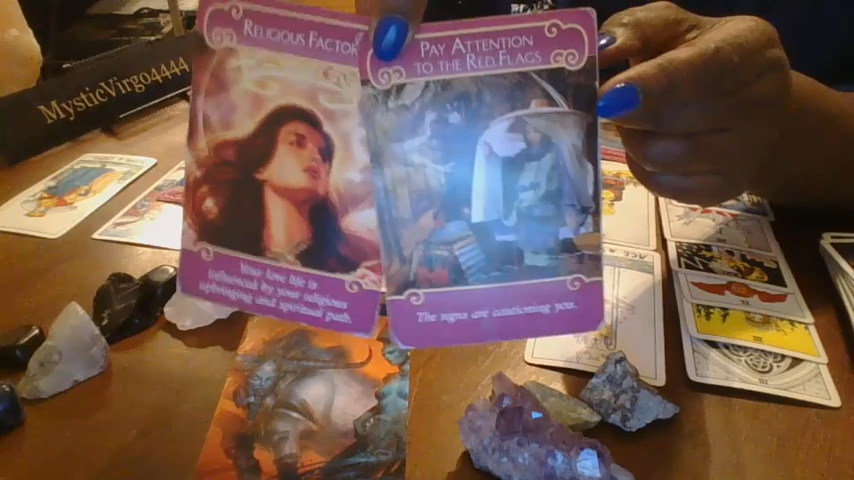 MysticVirgo4444
RELIGIOUS FACTOR
Your love life is
influenced by your religious
upbringing and spiritual path.
PAY ATTENTION
TO THE RED FLAGS
The signs are cautioning you.